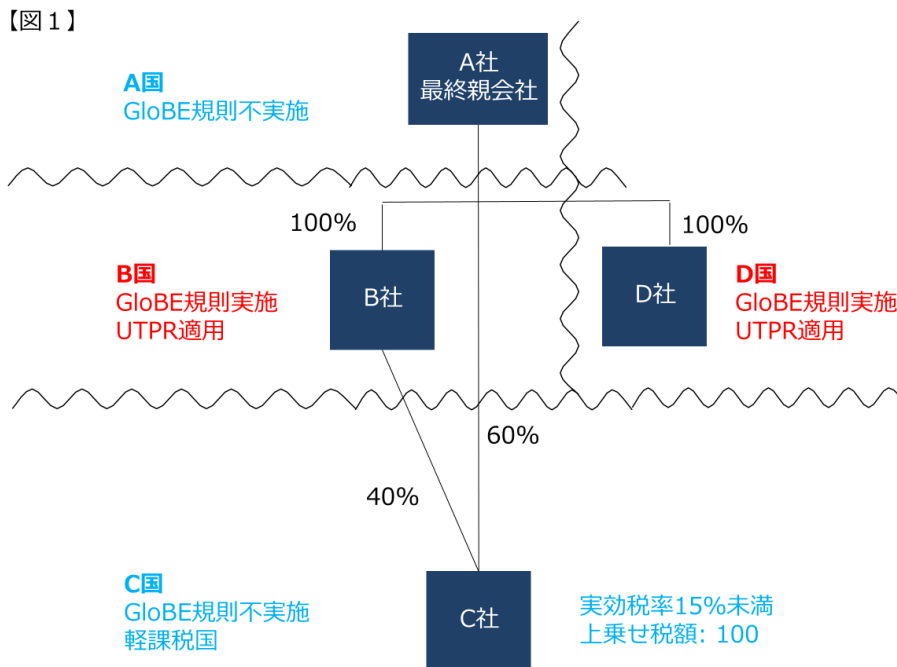 【図１】
A社
最終親会社
A国
GloBE規則不実施
100%
100%
B国
GloBE規則実施
UTPR適用
B社
D社
D国
GloBE規則実施
UTPR適用
60%
40%
C国
GloBE規則不実施
軽課税国
C社
実効税率15%未満
上乗せ税額: 100